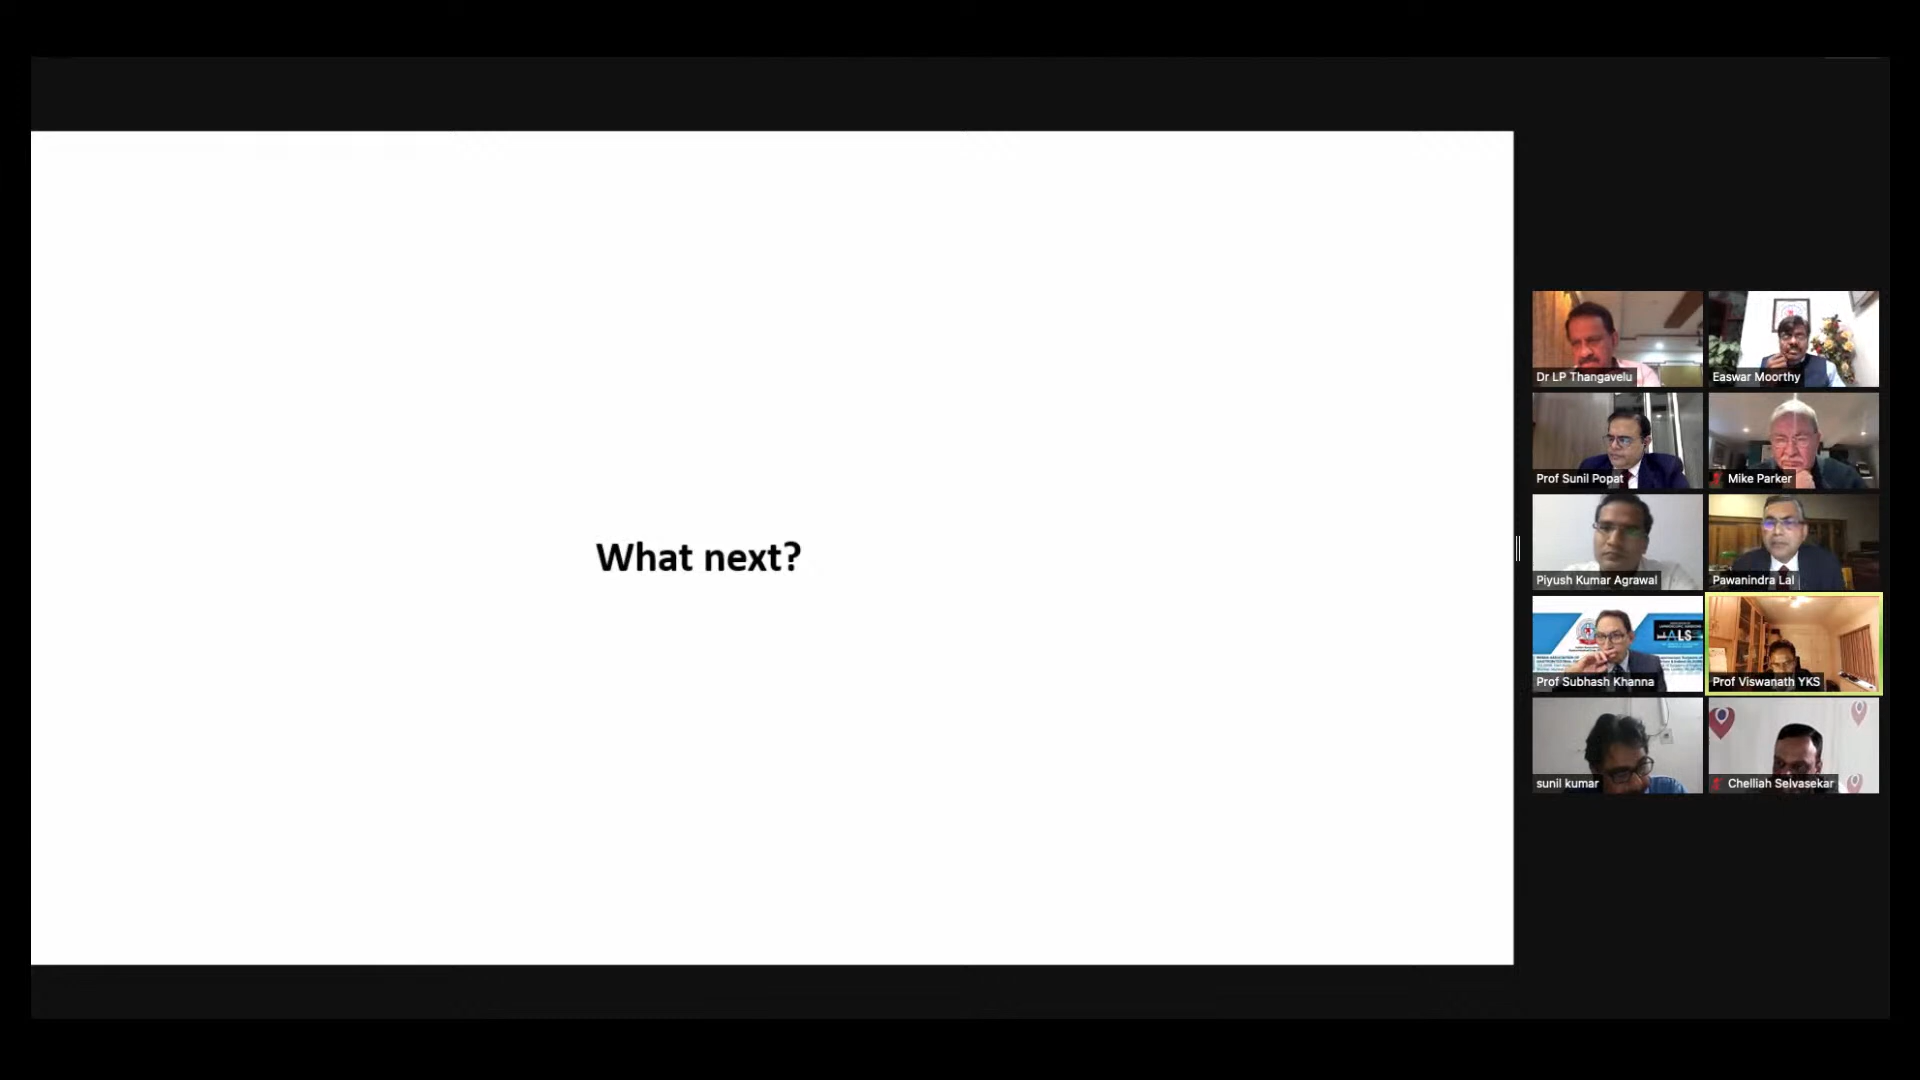 What next?
Dr LP Thangavelu
Easwar Moorthy
Prof Sunil Popat
Mike Parker
Piyush Kumar Agrawal
Pawanindra Lal
ALS
Prof Subhash Khanna
Prof Viswanath YKS
sunil kumar
Chelliah Selvasekar